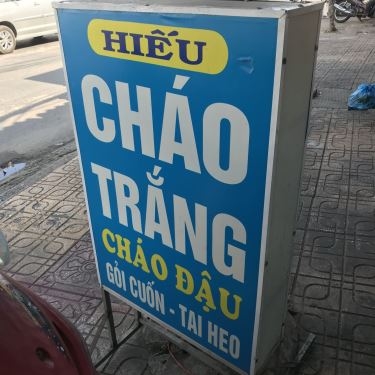 HIẾU
CHÁO
TRẮNG
CHÁO ĐẬU
GỎI CUỐN - TAI HEO